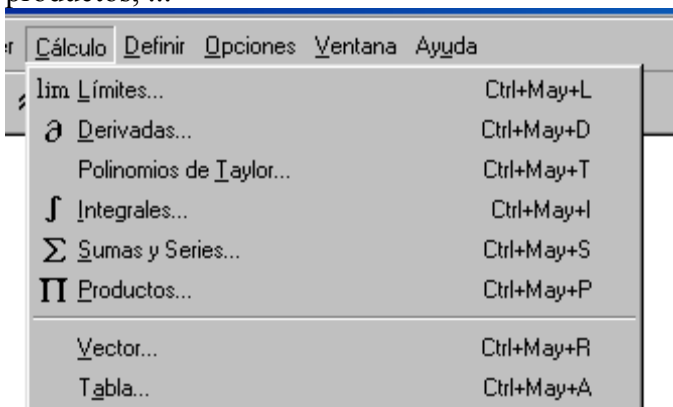 productos, ...
er Cálculo Definir Opciones Ventana Ayuda
lim Límites... Ctrl+May+L
∂ Derivadas... Ctrl+May+D
Polinomios de Taylor... Ctrl+May+T
∫ Integrales... Ctrl+May+I
∑ Sumas y Series... Ctrl+May+S
∏ Productos... Ctrl+May+P
Vector... Ctrl+May+R
Tabla... Ctrl+May+A